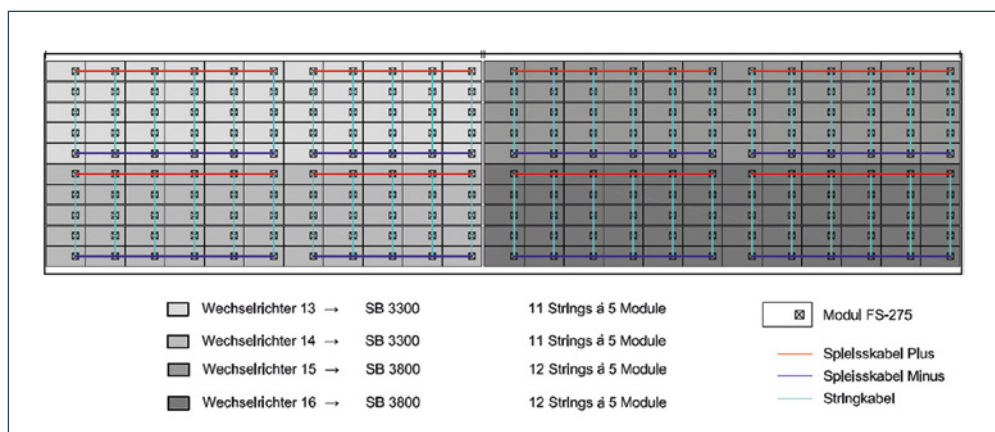 Wechselrichter 13 → SB 3300 11 Strings á 5 Module
Wechselrichter 14 → SB 3300 11 Strings á 5 Module
Wechselrichter 15 → SB 3800 12 Strings á 5 Module
Wechselrichter 16 → SB 3800 12 Strings á 5 Module
Modul FS-275
Spleisskabel Plus
Spleisskabel Minus
Stringkabel